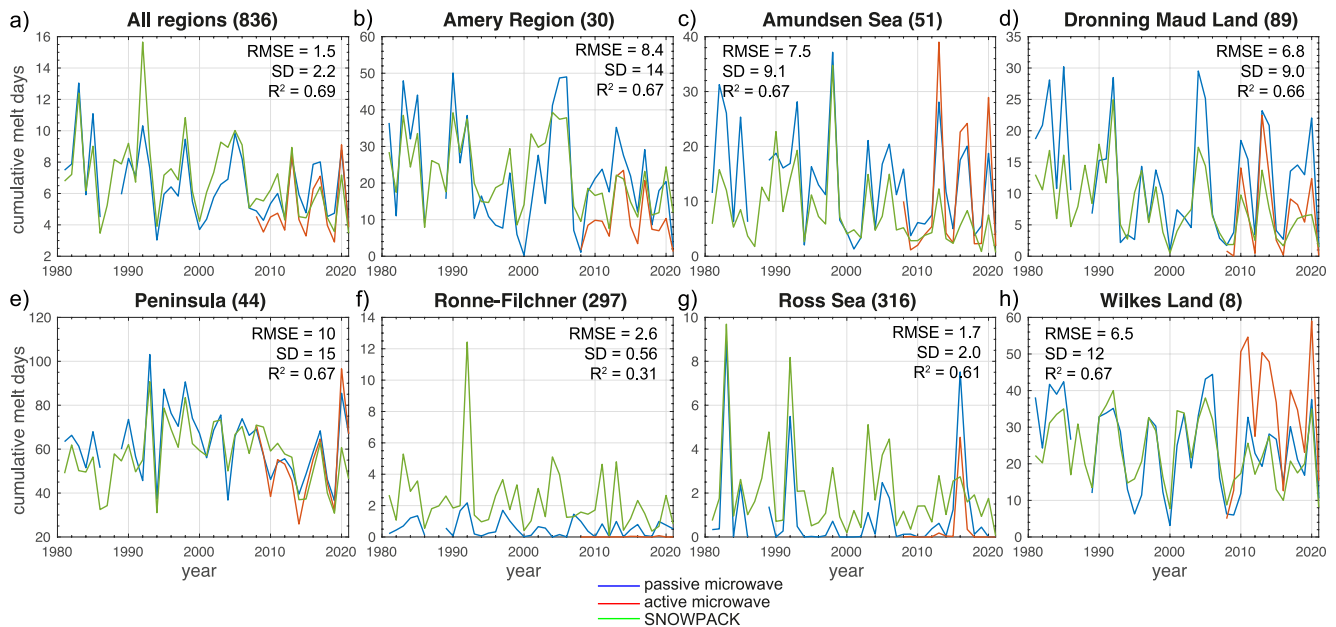 a) All regions (836)
RMSE = 1.5
SD = 2.2
R² = 0.69
cumulative melt days
16
14
12
10
8
6
4
2
1980 1990 2000 2010 2020
b) Amery Region (30)
RMSE = 8.4
SD = 14
R² = 0.67
60
50
40
30
20
10
0
1980 1990 2000 2010 2020
c) Amundsen Sea (51)
RMSE = 7.5
SD = 9.1
R² = 0.67
40
30
20
10
0
1980 1990 2000 2010 2020
d) Dronning Maud Land (89)
RMSE = 6.8
SD = 9.0
R² = 0.66
35
30
25
20
15
10
5
0
1980 1990 2000 2010 2020
e) Peninsula (44)
RMSE = 10
SD = 15
R² = 0.67
cumulative melt days
120
100
80
60
40
20
1980 1990 2000 2010 2020
year
f) Ronne-Filchner (297)
RMSE = 2.6
SD = 0.56
R² = 0.31
14
12
10
8
6
4
2
0
1980 1990 2000 2010 2020
year
g) Ross Sea (316)
RMSE = 1.7
SD = 2.0
R² = 0.61
10
8
6
4
2
0
1980 1990 2000 2010 2020
year
h) Wilkes Land (8)
RMSE = 6.5
SD = 12
R² = 0.67
60
50
40
30
20
10
0
1980 1990 2000 2010 2020
year
passive microwave
active microwave
SNOWPACK